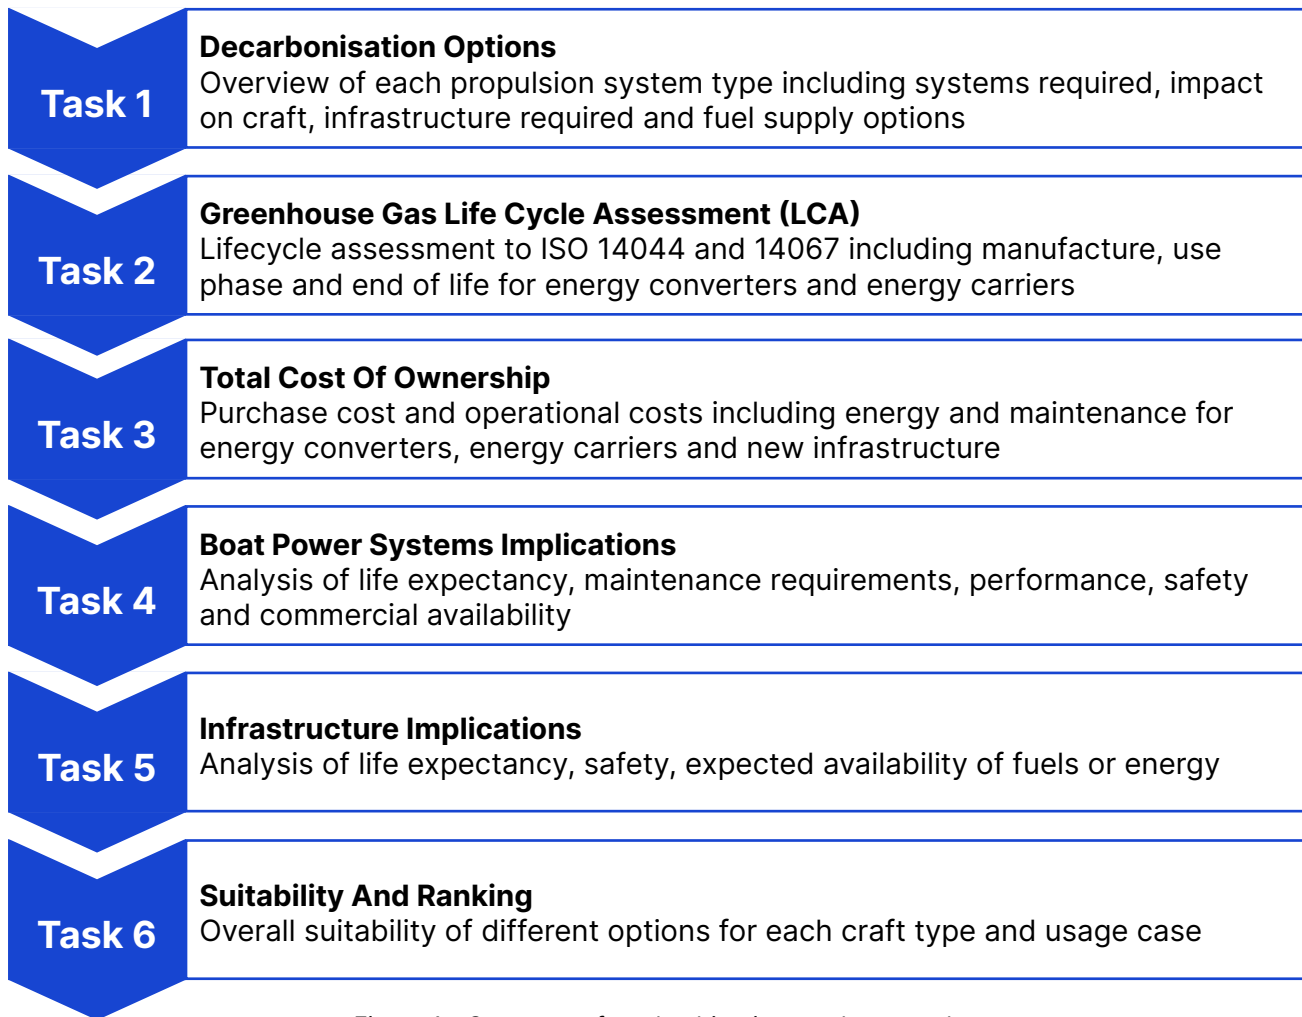 Task 1
Decarbonisation Options
Overview of each propulsion system type including systems required, impact
on craft, infrastructure required and fuel supply options
Task 2
Greenhouse Gas Life Cycle Assessment (LCA)
Lifecycle assessment to ISO 14044 and 14067 including manufacture, use
phase and end of life for energy converters and energy carriers
Task 3
Total Cost Of Ownership
Purchase cost and operational costs including energy and maintenance for
energy converters, energy carriers and new infrastructure
Task 4
Boat Power Systems Implications
Analysis of life expectancy, maintenance requirements, performance, safety
and commercial availability
Task 5
Infrastructure Implications
Analysis of life expectancy, safety, expected availability of fuels or energy
Task 6
Suitability And Ranking
Overall suitability of different options for each craft type and usage case